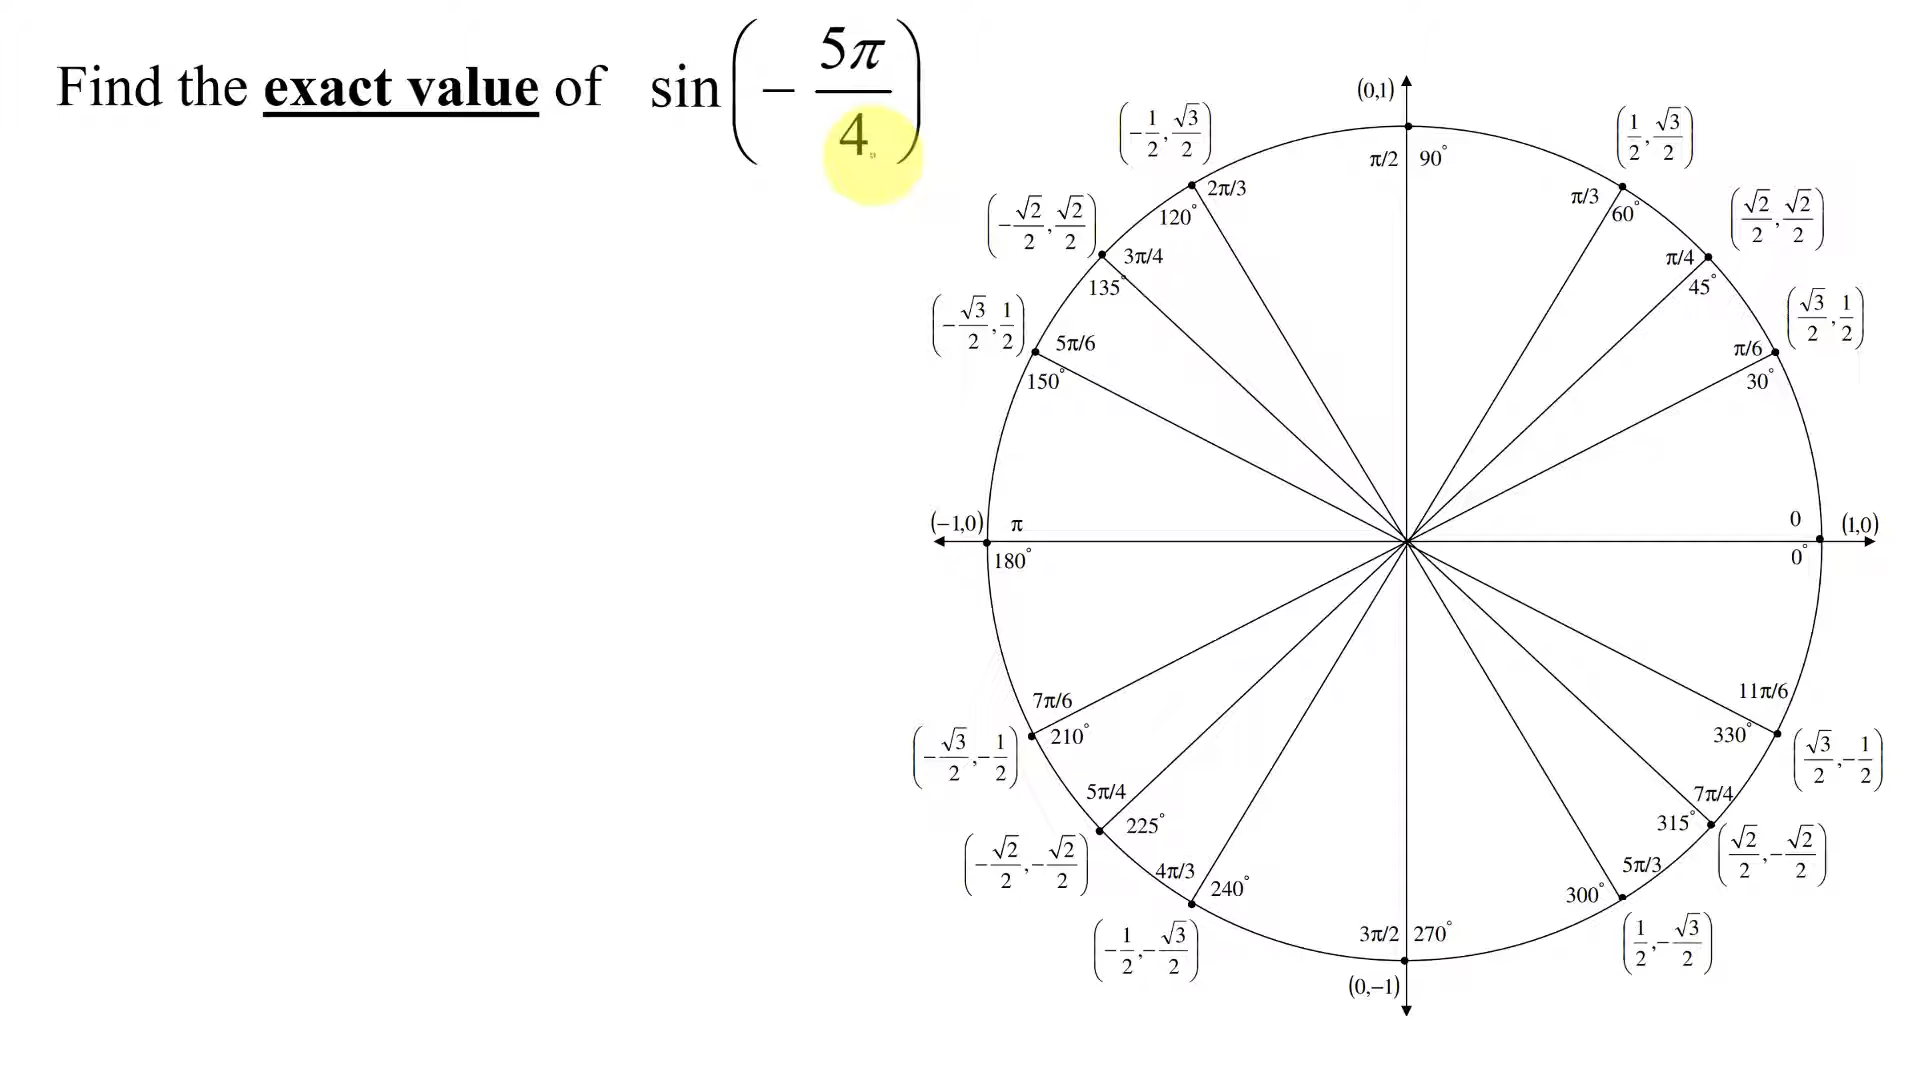 Find the exact value of sin(−5π/4)
(0,1)
(−1/2, √3/2)
(1/2, √3/2)
π/2 90°
2π/3
120°
π/3
60°
(−√2/2, √2/2)
(√2/2, √2/2)
3π/4
135°
π/4
45°
(−√3/2, 1/2)
(√3/2, 1/2)
5π/6
150°
π/6
30°
(−1,0) π
180°
0 (1,0)
0°
7π/6
210°
(−√3/2, −1/2)
11π/6
330°
(√3/2, −1/2)
5π/4
225°
(−√2/2, −√2/2)
7π/4
315°
(√2/2, −√2/2)
4π/3
240°
(−1/2, −√3/2)
5π/3
300°
(1/2, −√3/2)
3π/2 270°
(0,−1)